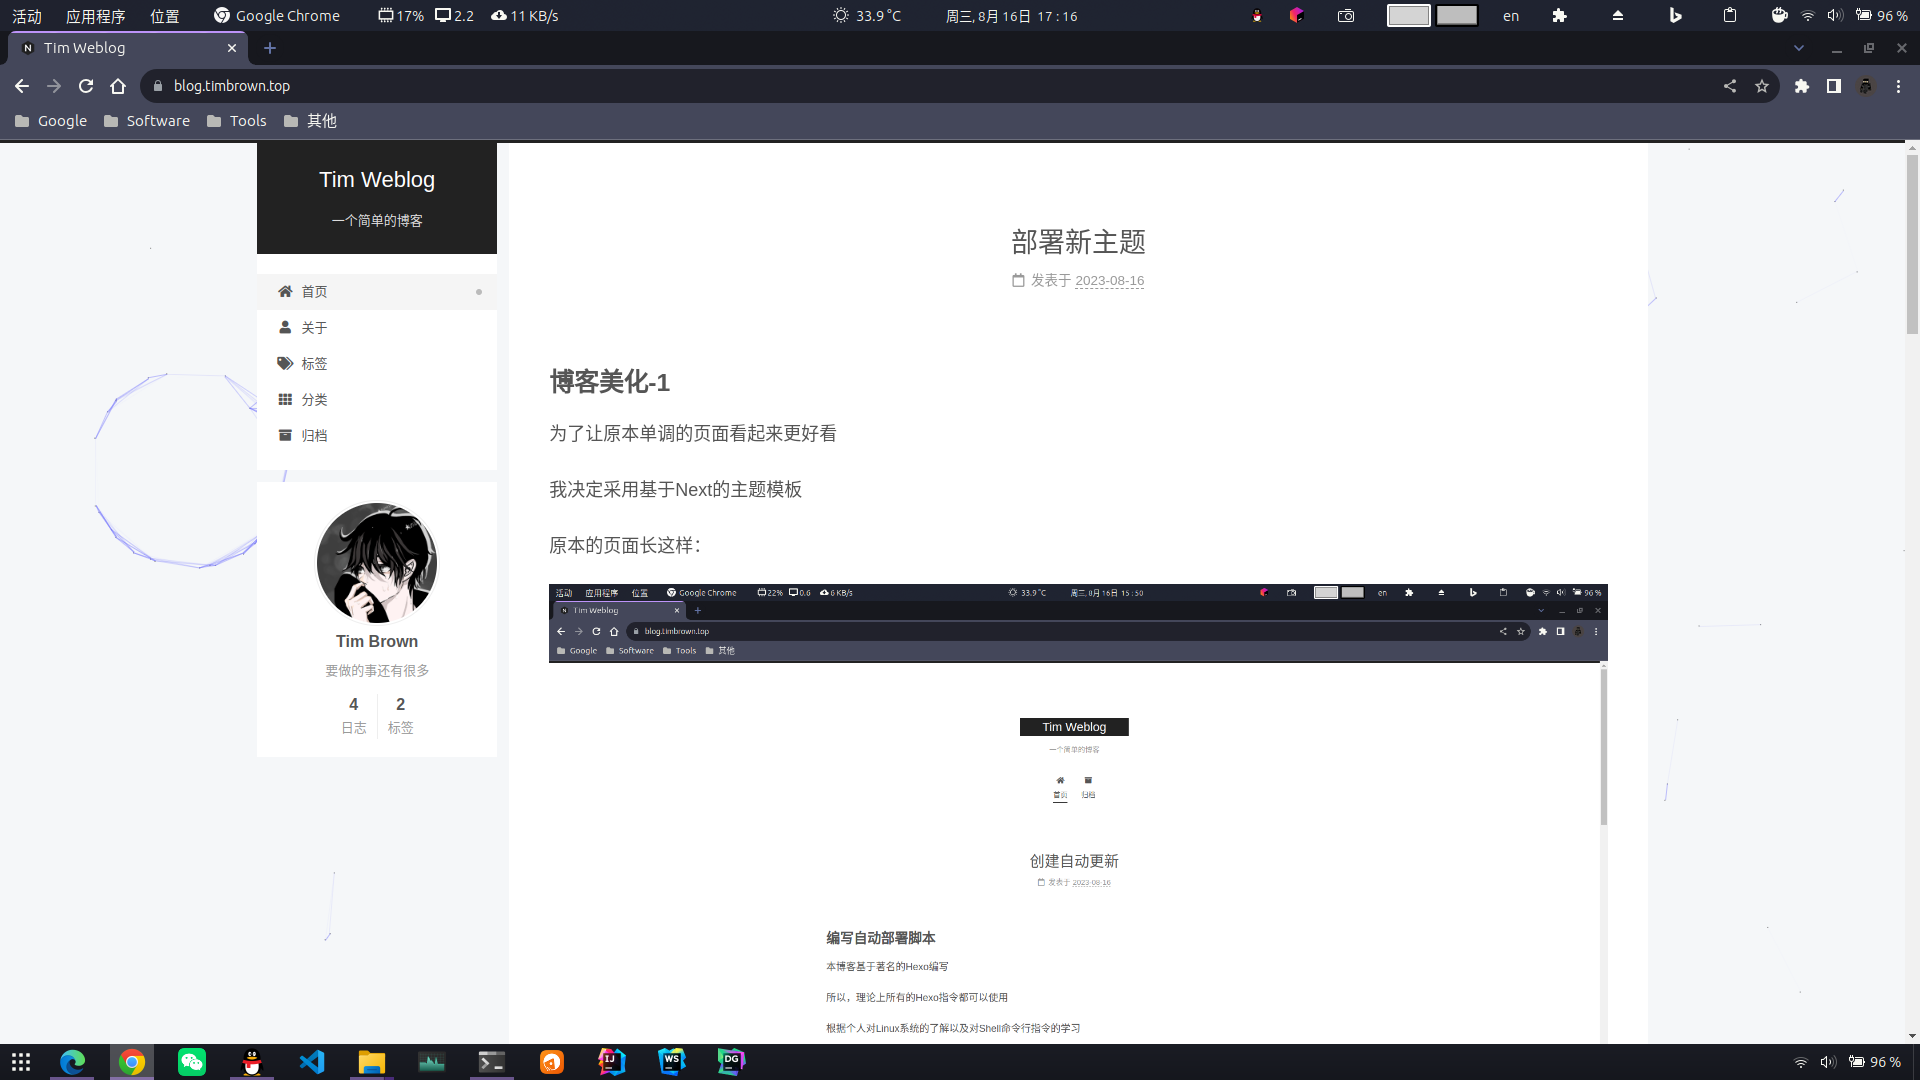 活动 应用程序 位置 Google Chrome 17% 2.2 11 KB/s 33.9 °C 周三, 8月 16日 17 : 16 en 96 %
Tim Weblog
blog.timbrown.top
Google Software Tools 其他
Tim Weblog
一个简单的博客
首页
关于
标签
分类
归档
Tim Brown
要做的事还有很多
4 2
日志 标签
部署新主题
发表于 2023-08-16
博客美化-1
为了让原本单调的页面看起来更好看
我决定采用基于Next的主题模板
原本的页面长这样：
活动 应用程序 位置 Google Chrome 22% 0.6 6 KB/s 33.9 °C 周三, 8月 16日 15 : 50 en 96 %
Tim Weblog
blog.timbrown.top
Google Software Tools 其他
Tim Weblog
一个简单的博客
首页 归档
创建自动更新
发表于 2023-08-16
编写自动部署脚本
本博客基于著名的Hexo编写
所以，理论上所有的Hexo指令都可以使用
根据个人对Linux系统的了解以及对Shell命令行指令的学习
IJ WS DG 96 %